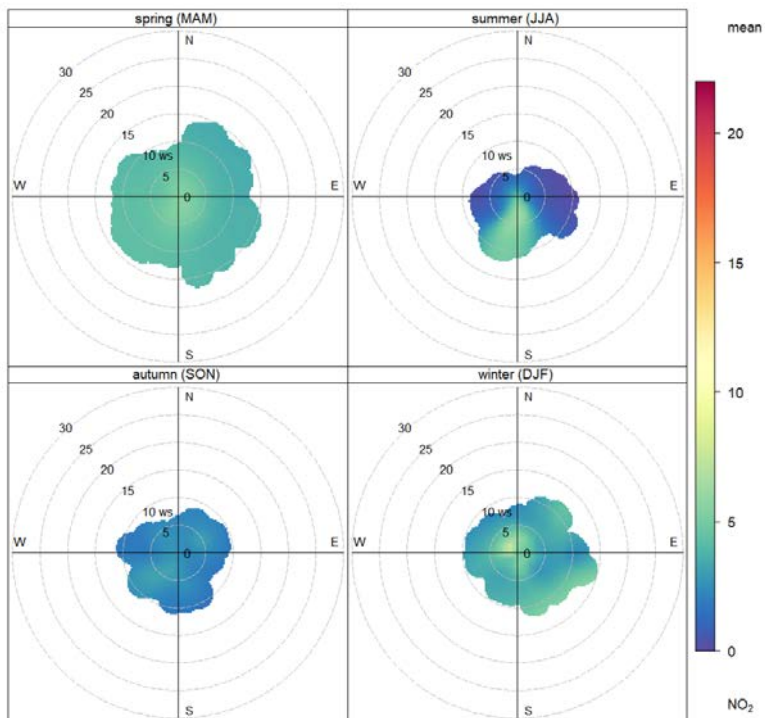 spring (MAM)
N
30
25
20
15
10 ws
5
0
W
E
S
summer (JJA)
N
30
25
20
15
10 ws
5
0
W
E
S
autumn (SON)
N
30
25
20
15
10 ws
5
0
W
E
S
winter (DJF)
N
30
25
20
15
10 ws
5
0
W
E
S
mean
20
15
10
5
0
NO₂